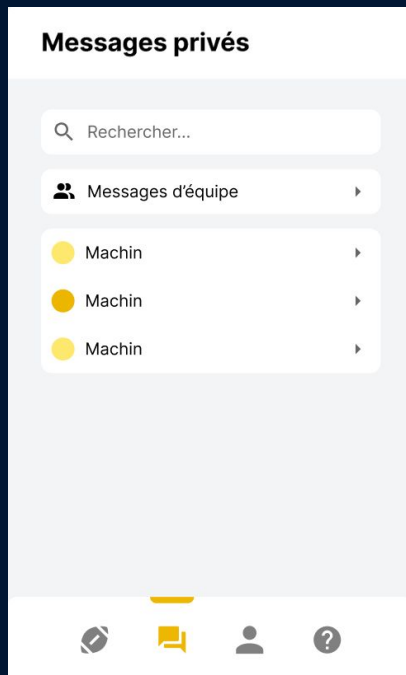 Messages privés
Rechercher...
Messages d’équipe
Machin
Machin
Machin